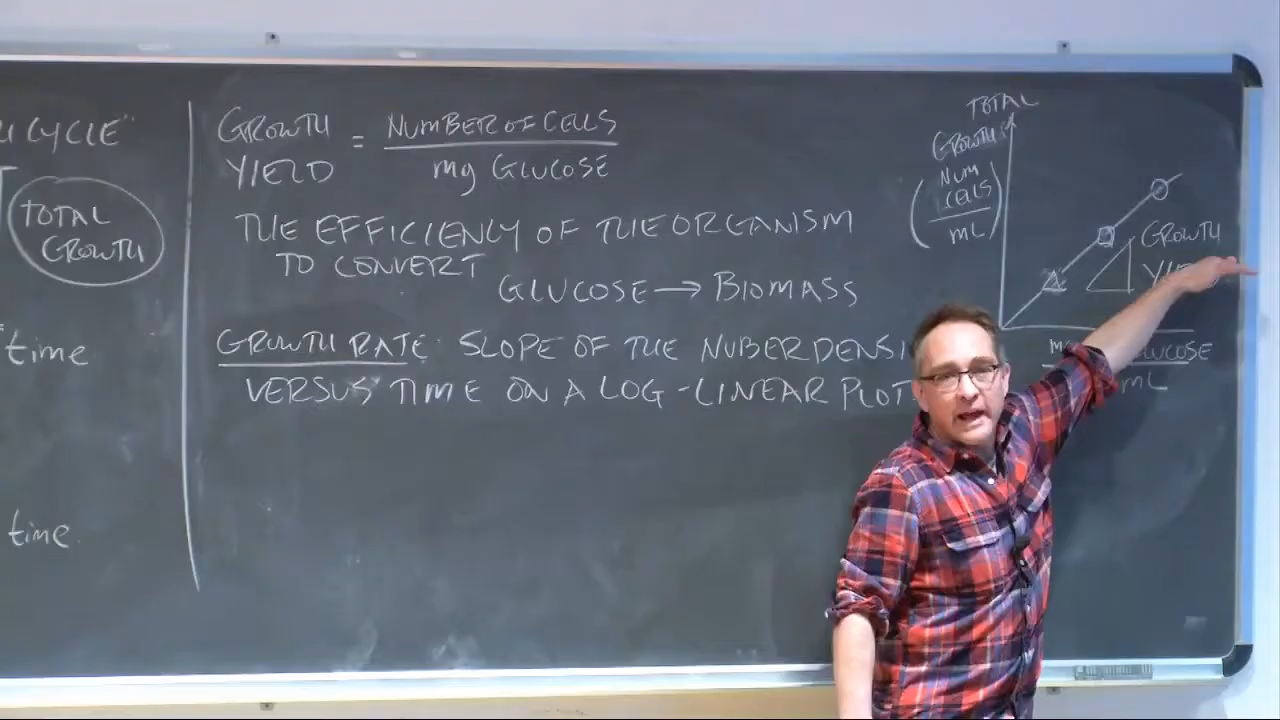 CYCLE"
TOTAL
GROWTH
time
time
GROWTH
YIELD = NUMBER OF CELLS
mg GLUCOSE
THE EFFICIENCY OF THE ORGANISM
TO CONVERT
GLUCOSE → BIOMASS
GROWTH RATE: SLOPE OF THE NUBER DENSI
VERSUS TIME ON A LOG-LINEAR PLOT
TOTAL
GROWTH
(NUM
CELLS
mL)
GROWTH
GLUCOSE
mL